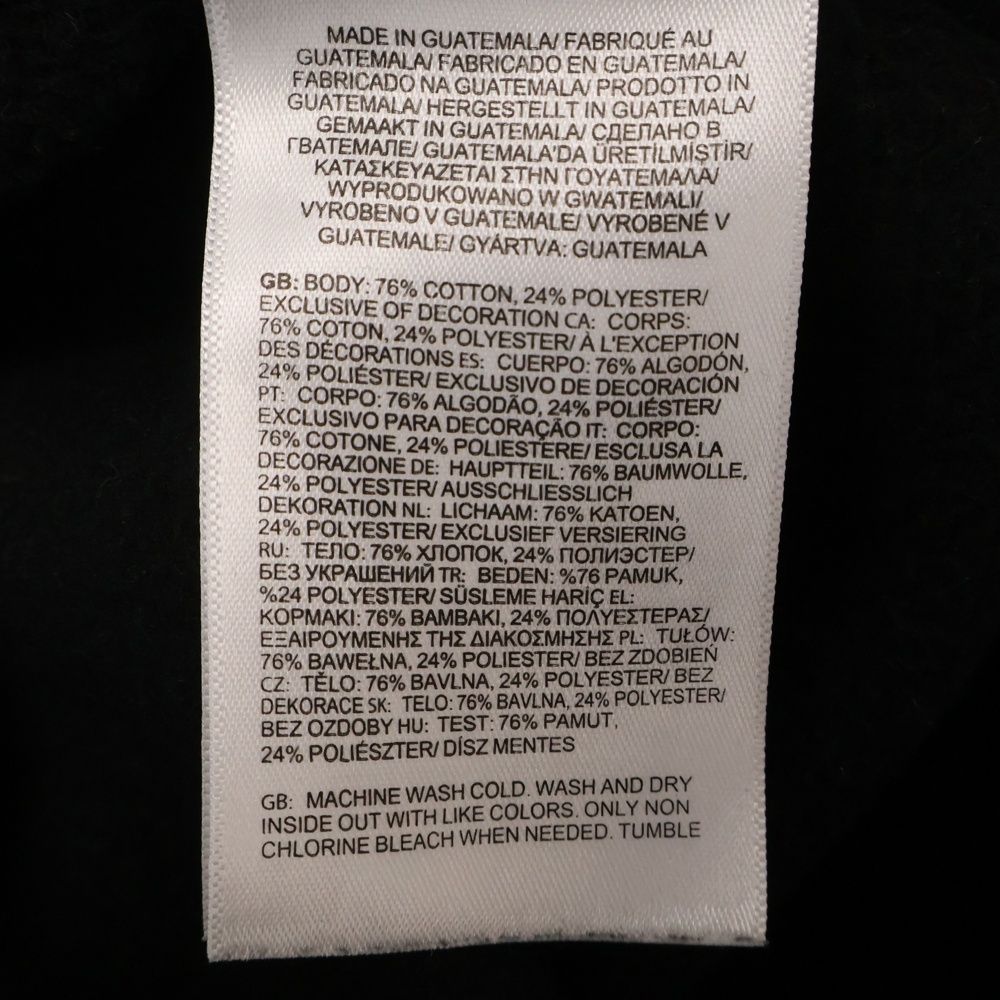 MADE IN GUATEMALA/ FABRIQUÉ AU
GUATEMALA/ FABRICADO EN GUATEMALA/
FABRICADO NA GUATEMALA/ PRODOTTO IN
GUATEMALA/ HERGESTELLT IN GUATEMALA/
GEMAAKT IN GUATEMALA/ СДЕЛАНО В
ГВАТЕМАЛЕ/ GUATEMALA'DA ÜRETİLMİŞTİR/
ΚΑΤΑΣΚΕΥΑΖΕΤΑΙ ΣΤΗΝ ΓΟΥΑΤΕΜΑΛΑ/
WYPRODUKOWANO W GWATEMALI/
VYROBENO V GUATEMALE/ VYROBENÉ V
GUATEMALE/ GYÁRTVA: GUATEMALA
GB: BODY: 76% COTTON, 24% POLYESTER/
EXCLUSIVE OF DECORATION CA: CORPS:
76% COTON, 24% POLYESTER/ À L'EXCEPTION
DES DÉCORATIONS ES: CUERPO: 76% ALGODÓN,
24% POLIÉSTER/ EXCLUSIVO DE DECORACIÓN
PT: CORPO: 76% ALGODÃO, 24% POLIÉSTER/
EXCLUSIVO PARA DECORAÇÃO IT: CORPO:
76% COTONE, 24% POLIESTERE/ ESCLUSA LA
DECORAZIONE DE: HAUPTTEIL: 76% BAUMWOLLE,
24% POLYESTER/ AUSSCHLIESSLICH
DEKORATION NL: LICHAAM: 76% KATOEN,
24% POLYESTER/ EXCLUSIEF VERSIERING
RU: ТЕЛО: 76% ХЛОПОК, 24% ПОЛИЭСТЕР/
БЕЗ УКРАШЕНИЙ TR: BEDEN: %76 PAMUK,
%24 POLYESTER/ SÜSLEME HARİÇ EL:
ΚΟΡΜΑΚΙ: 76% ΒΑΜΒΑΚΙ, 24% ΠΟΛΥΕΣΤΕΡΑΣ/
ΕΞΑΙΡΟΥΜΕΝΗΣ ΤΗΣ ΔΙΑΚΟΣΜΗΣΗΣ PL: TUŁÓW:
76% BAWEŁNA, 24% POLIESTER/ BEZ ZDOBIEŃ
CZ: TĚLO: 76% BAVLNA, 24% POLYESTER/ BEZ
DEKORACE SK: TELO: 76% BAVLNA, 24% POLYESTER/
BEZ OZDOBY HU: TEST: 76% PAMUT,
24% POLIÉSZTER/ DÍSZ MENTES
GB: MACHINE WASH COLD. WASH AND DRY
INSIDE OUT WITH LIKE COLORS. ONLY NON
CHLORINE BLEACH WHEN NEEDED. TUMBLE